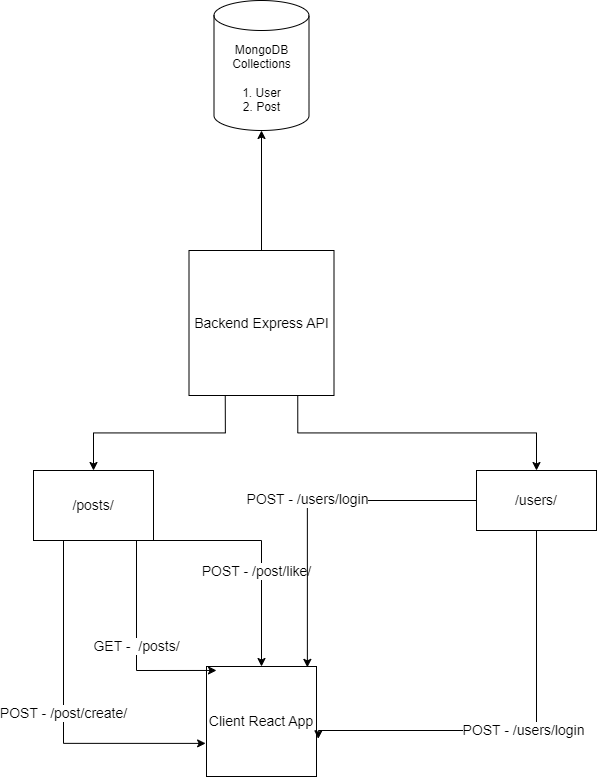 MongoDB
Collections
1. User
2. Post
Backend Express API
/posts/
/users/
POST - /users/login
POST - /post/like/
GET -  /posts/
POST - /post/create/
Client React App
POST - /users/login